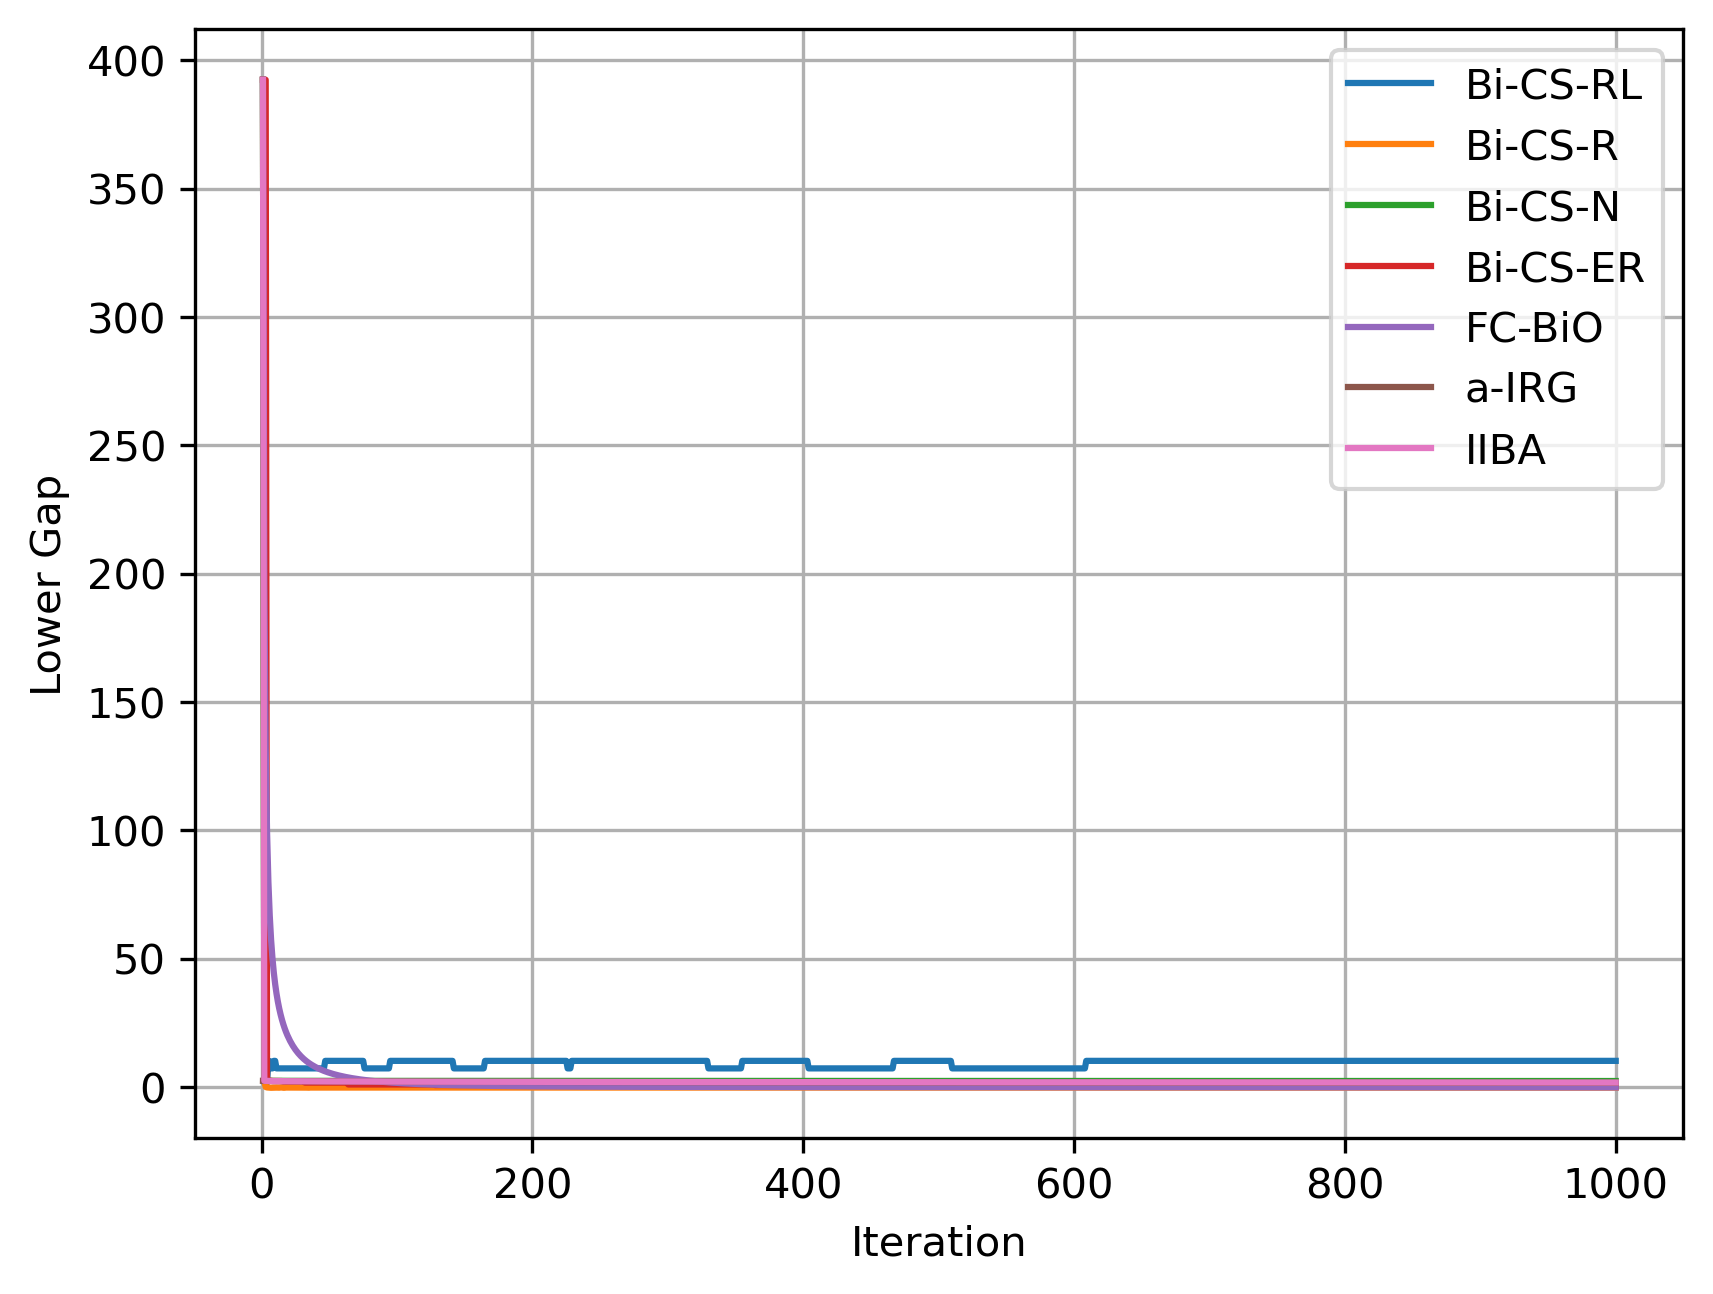 400
350
300
250
200
150
100
50
0
Lower Gap
0 200 400 600 800 1000
Iteration
Bi-CS-RL
Bi-CS-R
Bi-CS-N
Bi-CS-ER
FC-BiO
a-IRG
IIBA